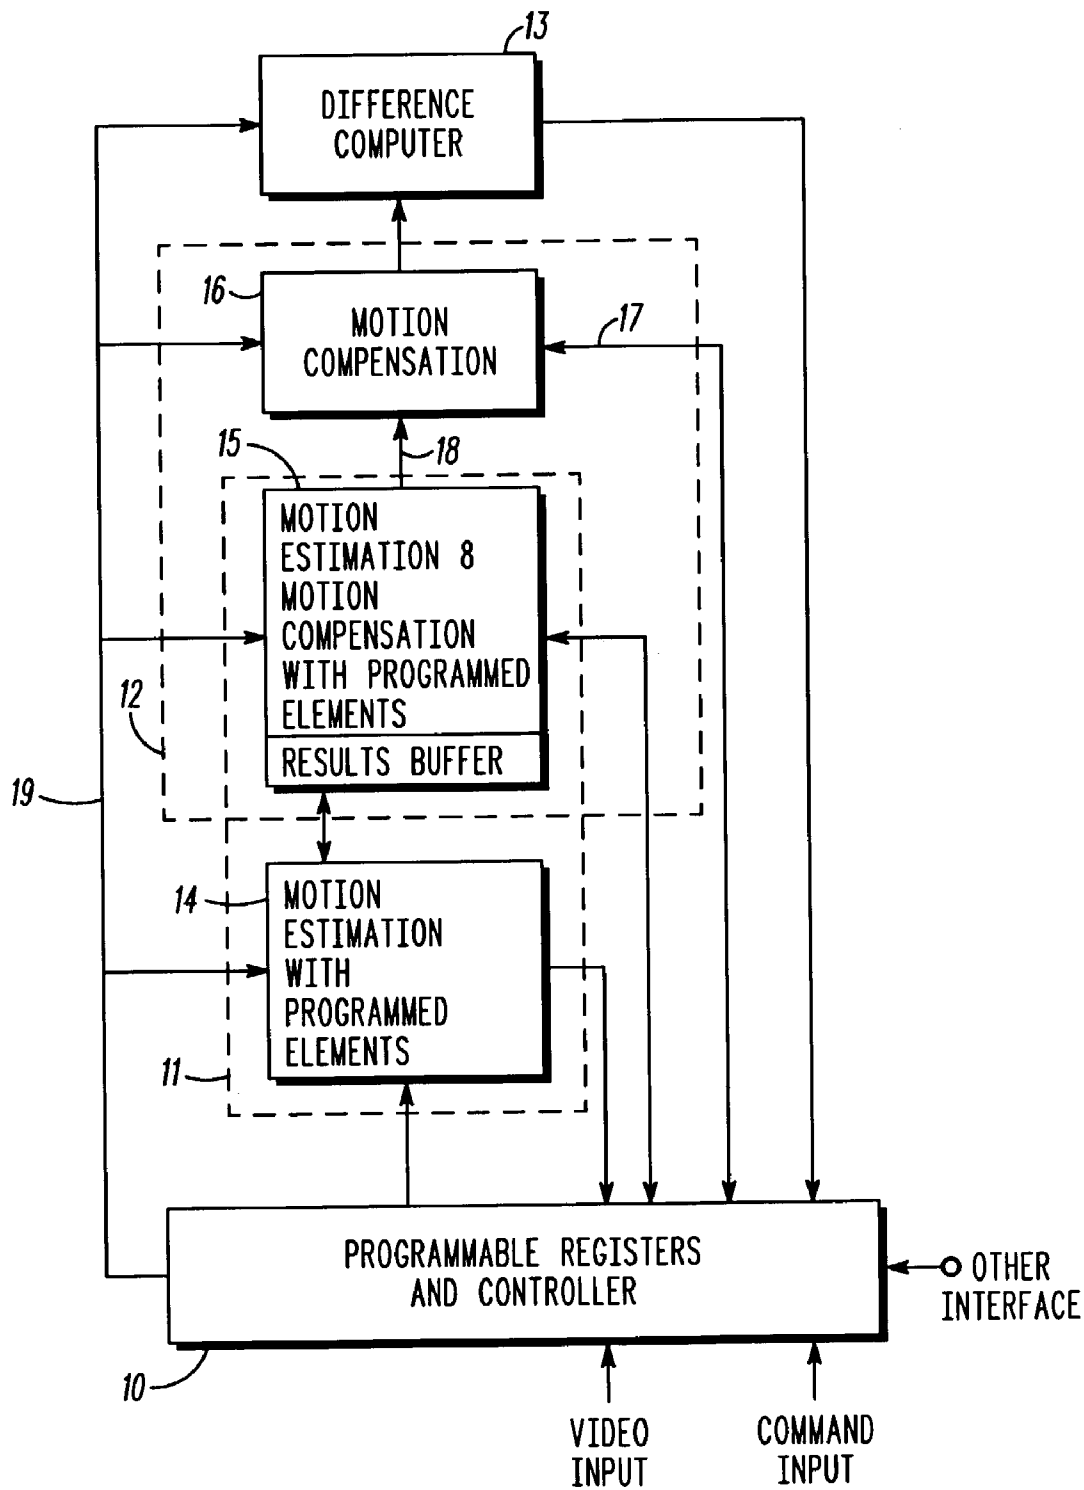 13
DIFFERENCE
COMPUTER
16
MOTION
COMPENSATION
17
15
18
MOTION
ESTIMATION 8
MOTION
COMPENSATION
WITH PROGRAMMED
ELEMENTS
RESULTS BUFFER
12
19
14
MOTION
ESTIMATION
WITH
PROGRAMMED
ELEMENTS
11
PROGRAMMABLE REGISTERS
AND CONTROLLER
OTHER
INTERFACE
10
VIDEO
INPUT
COMMAND
INPUT